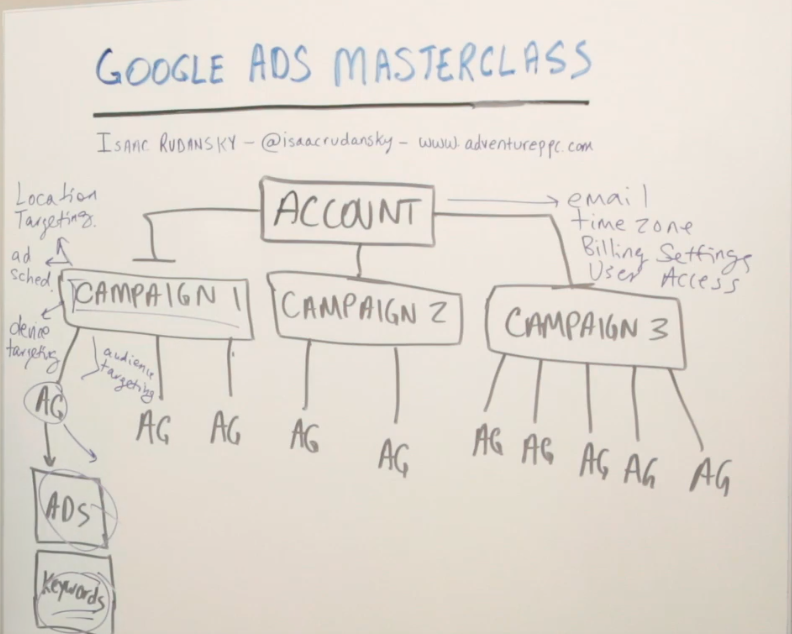 GOOGLE ADS MASTERCLASS
ISAAC RUDANSKY - @isaacrudansky - www.adventureppc.com
ACCOUNT
email
time zone
Billing Settings
User Access
Location
Targeting.
ad
sched.
targeting
audience
targeting
CAMPAIGN 1
CAMPAIGN 2
CAMPAIGN 3
AG
AG
AG
AG
AG
AG
AG
AG
AG
AG
ADS
Keywords